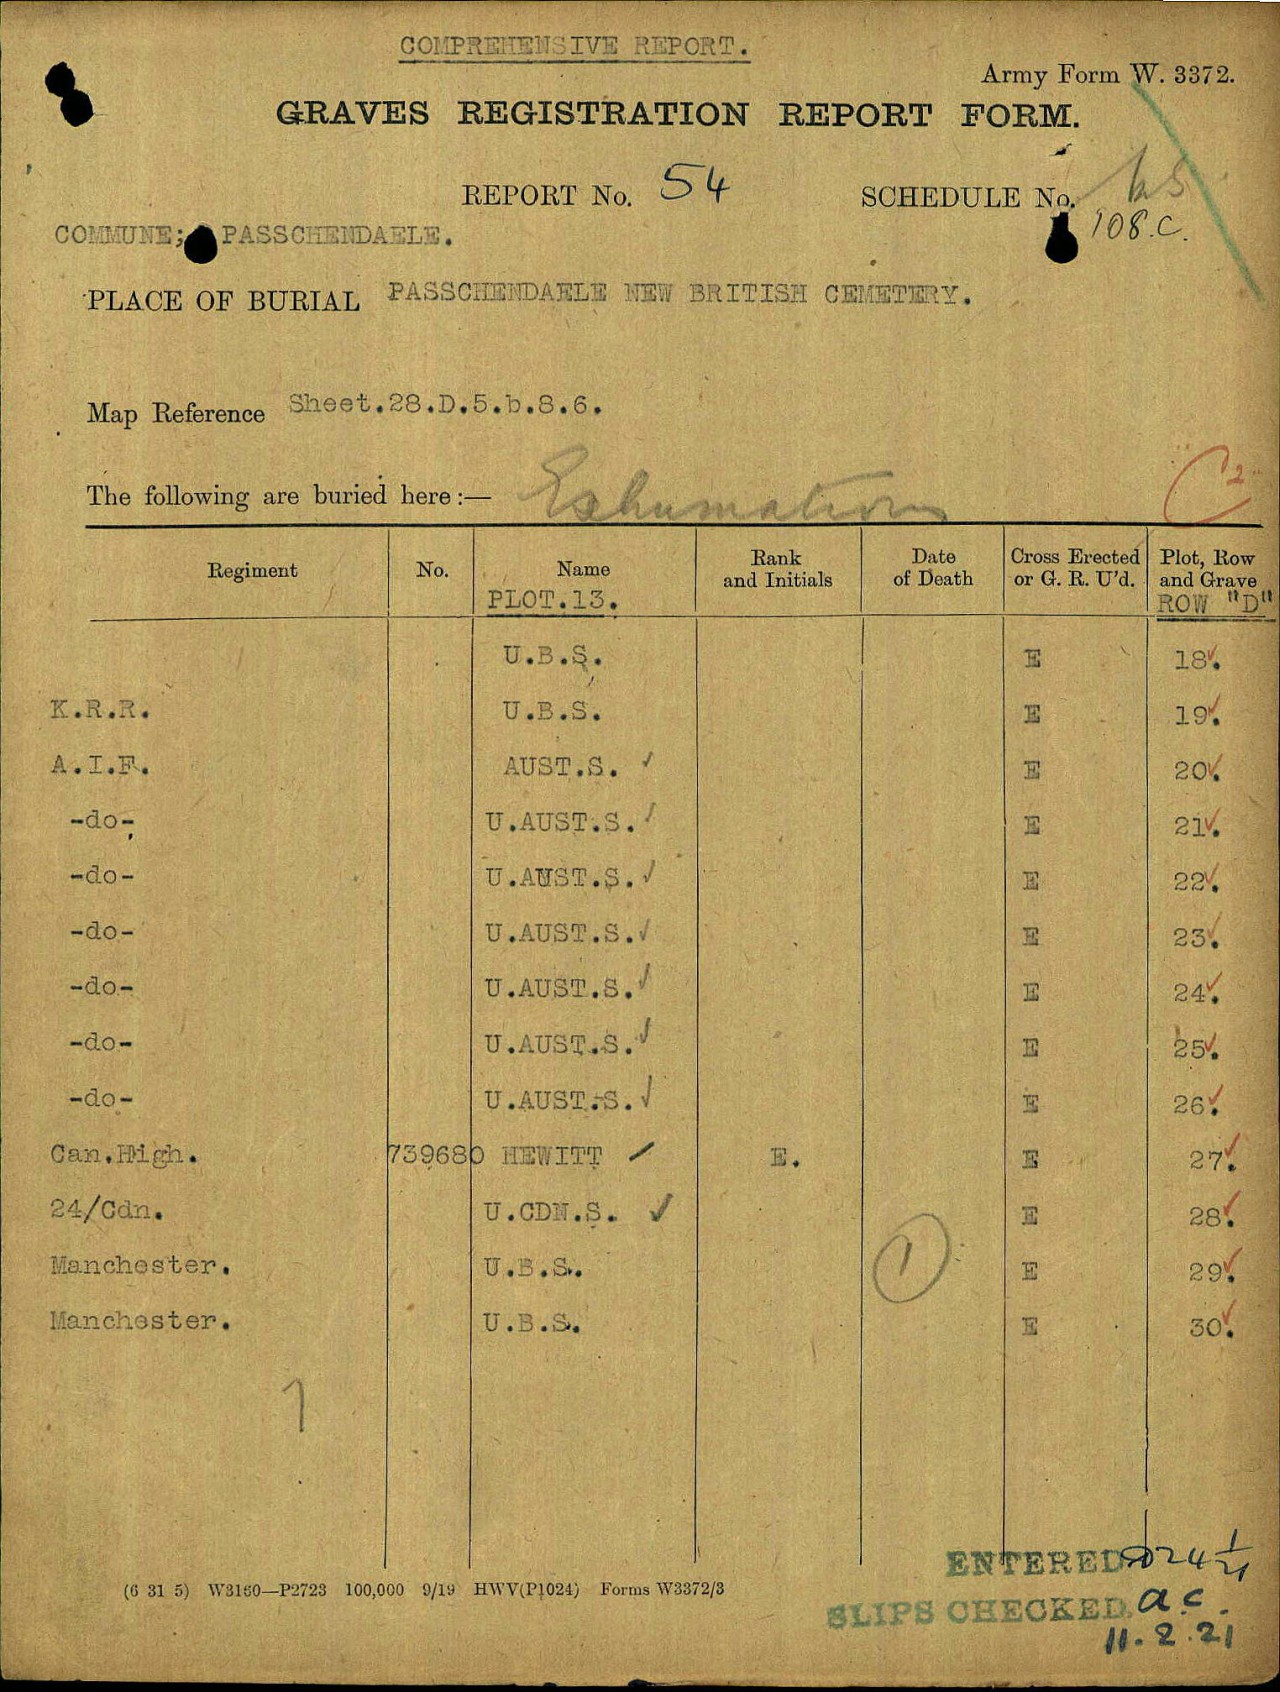 COMPREHENSIVE REPORT.
Army Form W. 3372.
GRAVES REGISTRATION REPORT FORM.
REPORT No. 54 SCHEDULE No.
108.C.
COMMUNE; PASSCHENDAELE.
PLACE OF BURIAL PASSCHENDAELE NEW BRITISH CEMETERY.
Map Reference Sheet.28.D.5.b.8.6.
The following are buried here:— Exhumations
Regiment No. Name Rank and Initials Date of Death Cross Erected or G. R. U'd. Plot, Row and Grave
PLOT.13. ROW "D"
U.B.S. E 18.
K.R.R. U.B.S. E 19.
A.I.F. AUST.S. E 20.
-do- U.AUST.S. E 21.
-do- U.AUST.S. E 22.
-do- U.AUST.S. E 23.
-do- U.AUST.S. E 24.
-do- U.AUST.S. E 25.
-do- U.AUST.S. E 26.
Can.High. 739680 HEWITT E. E 27.
24/Cdn. U.CDN.S. E 28.
Manchester. U.B.S. 1 E 29.
Manchester. U.B.S. E 30.
ENTERED
(6 31 5) W3160—P2723 100,000 9/19 HWV(P1024) Forms W3372/3
SLIPS CHECKED. a.c.
11.2.21